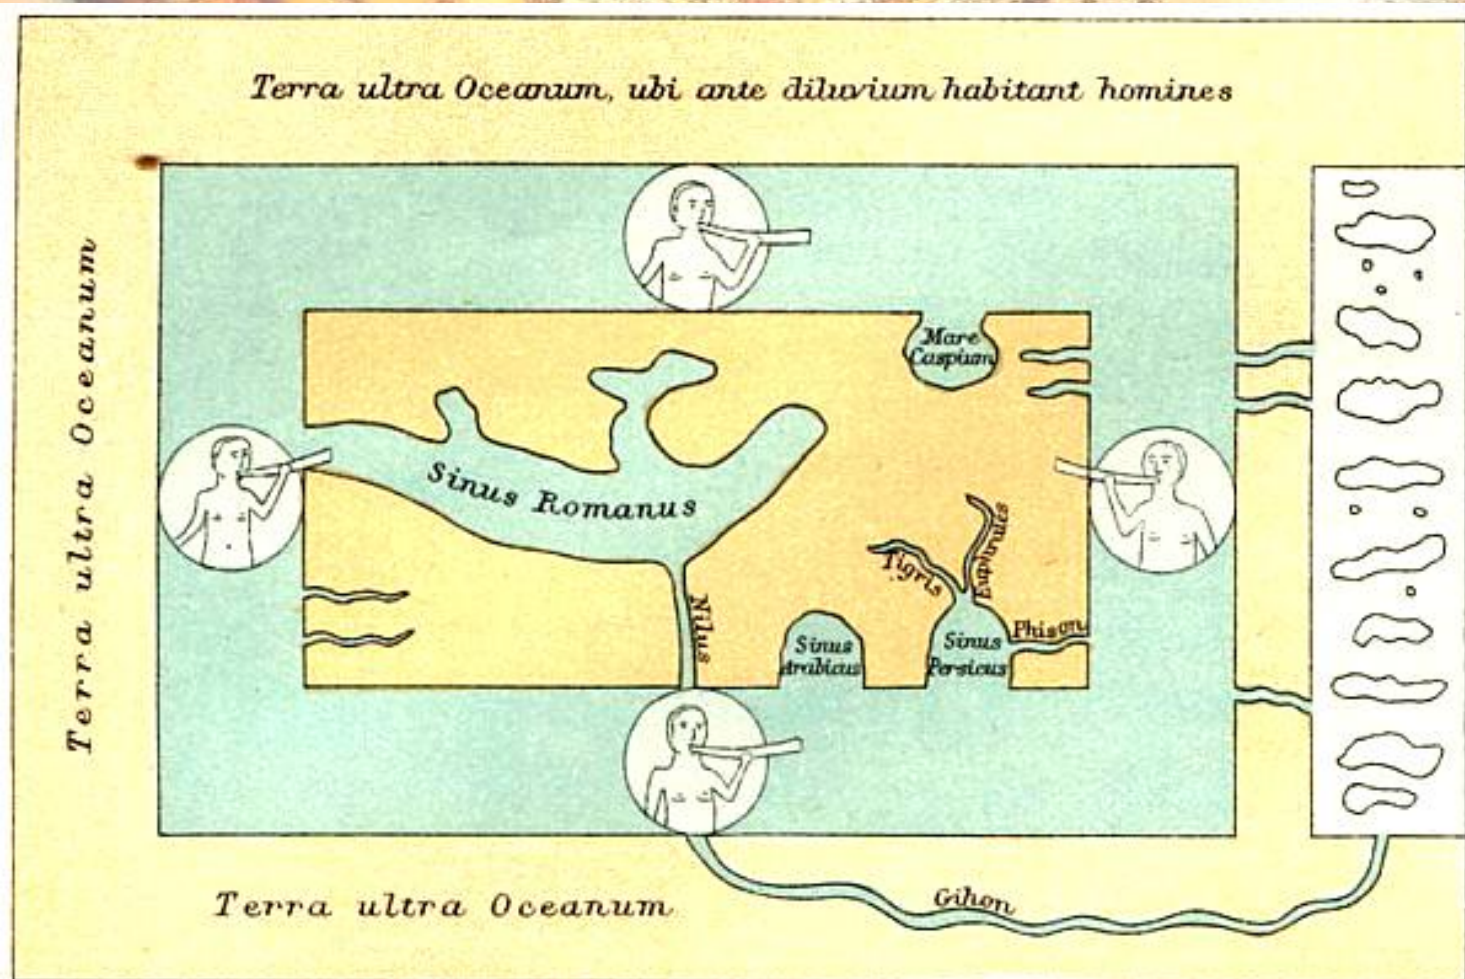 Terra ultra Oceanum, ubi ante diluvium habitant homines
Terra ultra Oceanum
Mare
Caspium
Sinus Romanus
Tigris
Euphrules
Nilus
Sinus
Arabicus
Sinus
Persicus
Phison
Gihon
Terra ultra Oceanum